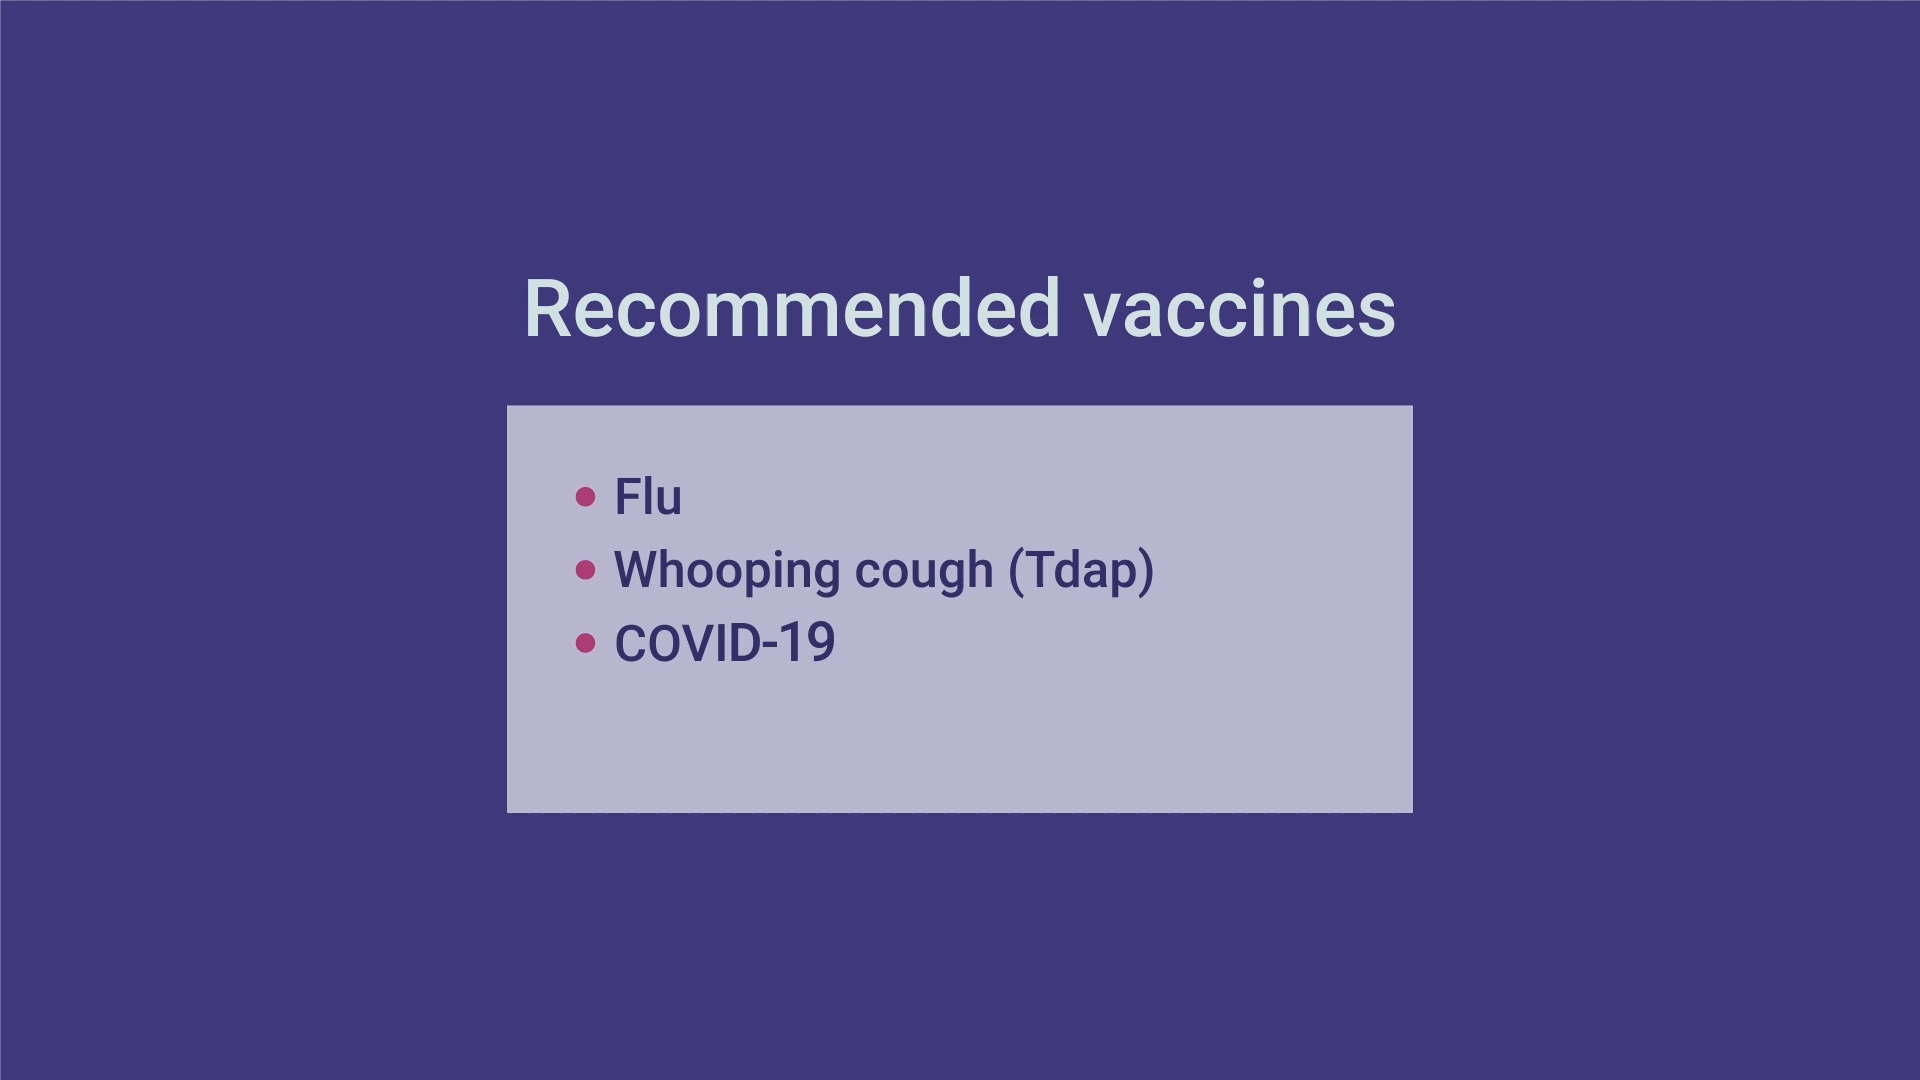 Recommended vaccines
• Flu
• Whooping cough (Tdap)
• COVID-19